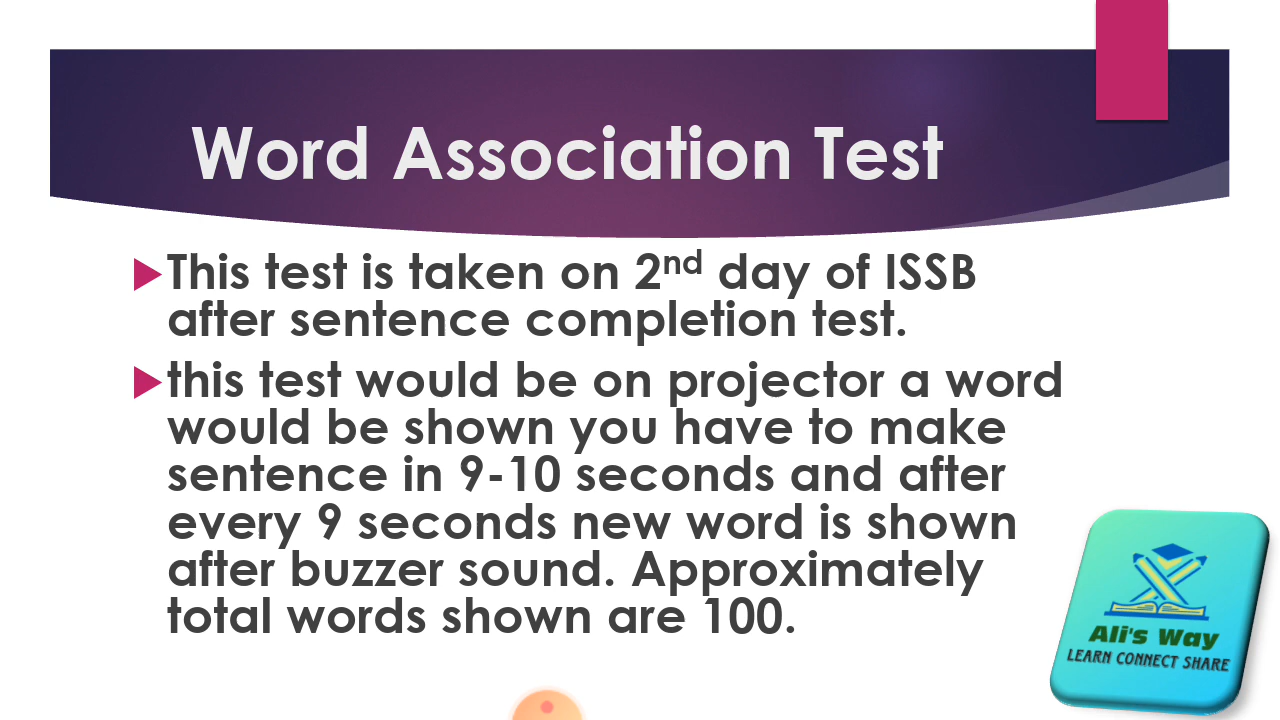 Word Association Test
This test is taken on 2nd day of ISSB
after sentence completion test.
this test would be on projector a word
would be shown you have to make
sentence in 9-10 seconds and after
every 9 seconds new word is shown
after buzzer sound. Approximately
total words shown are 100.
Ali's Way
LEARN CONNECT SHARE